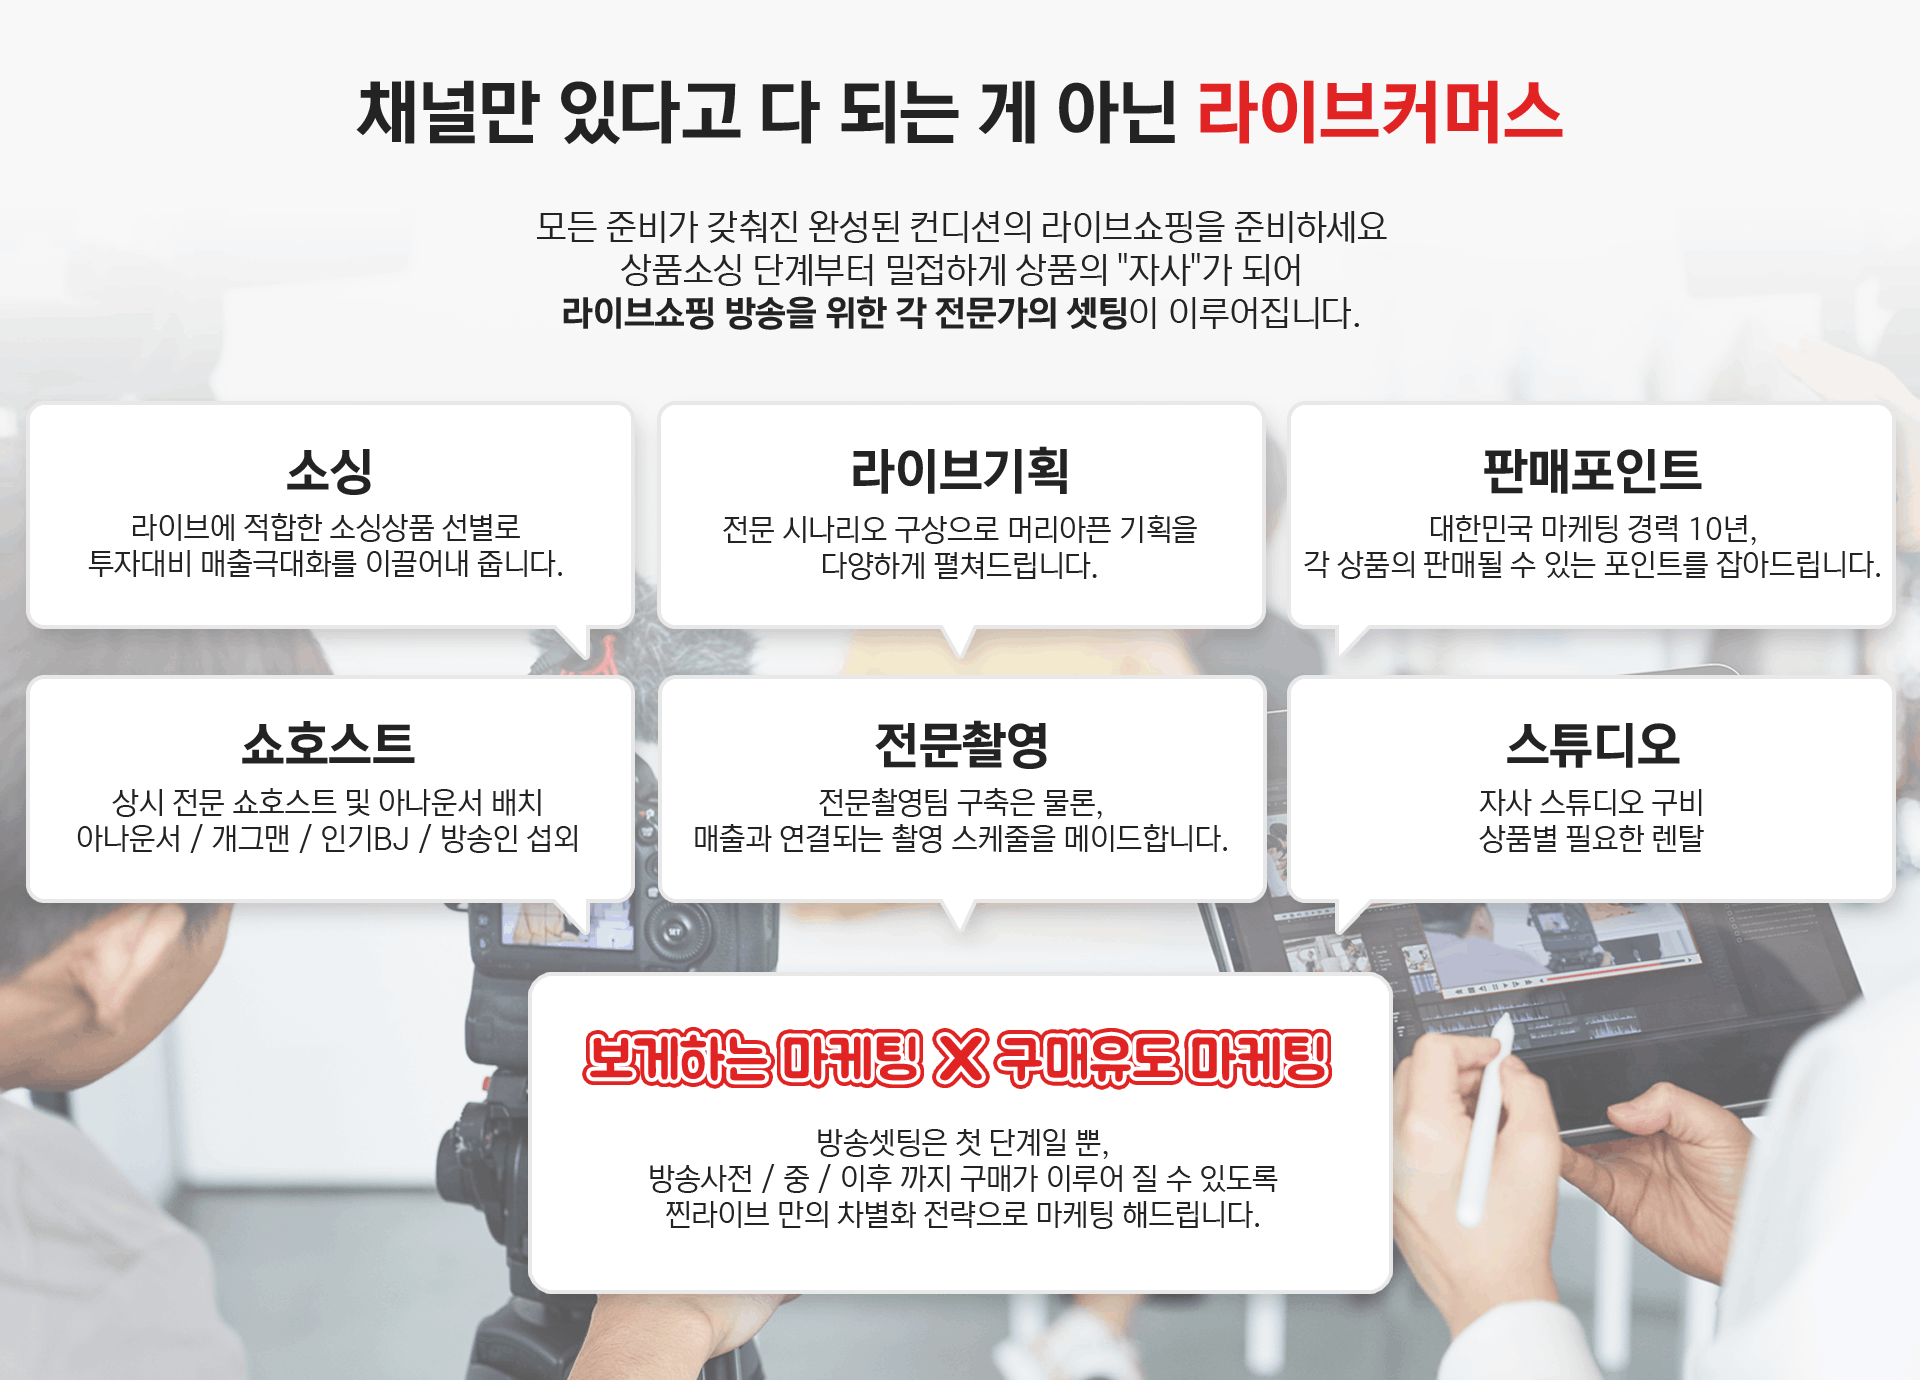 채널만 있다고 다 되는 게 아닌 라이브커머스
모든 준비가 갖춰진 완성된 컨디션의 라이브쇼핑을 준비하세요
상품소싱 단계부터 밀접하게 상품의 "자사"가 되어
라이브쇼핑 방송을 위한 각 전문가의 셋팅이 이루어집니다.
소싱
라이브에 적합한 소싱상품 선별로
투자대비 매출극대화를 이끌어내 줍니다.
라이브기획
전문 시나리오 구상으로 머리아픈 기획을
다양하게 펼쳐드립니다.
판매포인트
대한민국 마케팅 경력 10년,
각 상품의 판매될 수 있는 포인트를 잡아드립니다.
쇼호스트
상시 전문 쇼호스트 및 아나운서 배치
아나운서 / 개그맨 / 인기BJ / 방송인 섭외
전문촬영
전문촬영팀 구축은 물론,
매출과 연결되는 촬영 스케줄을 메이드합니다.
스튜디오
자사 스튜디오 구비
상품별 필요한 렌탈
SET
보게하는 마케팅 X 구매유도 마케팅
방송셋팅은 첫 단계일 뿐,
방송사전 / 중 / 이후 까지 구매가 이루어 질 수 있도록
찐라이브 만의 차별화 전략으로 마케팅 해드립니다.